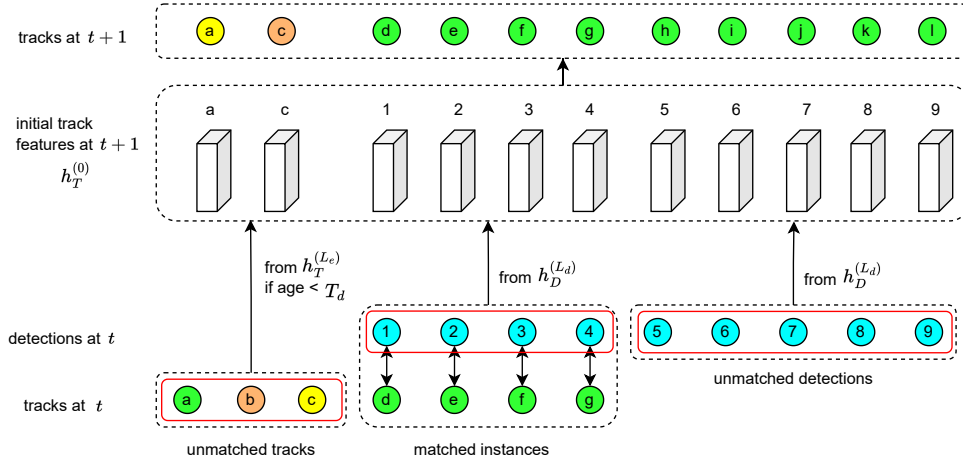 tracks at t + 1
a c d e f g h i j k l
a c 1 2 3 4 5 6 7 8 9
initial track
features at t + 1
h_T^{(0)}
from h_T^{(L_e)}
if age < T_d
from h_D^{(L_d)}
from h_D^{(L_d)}
detections at t
1 2 3 4 5 6 7 8 9
unmatched detections
tracks at t
a b c d e f g
unmatched tracks
matched instances